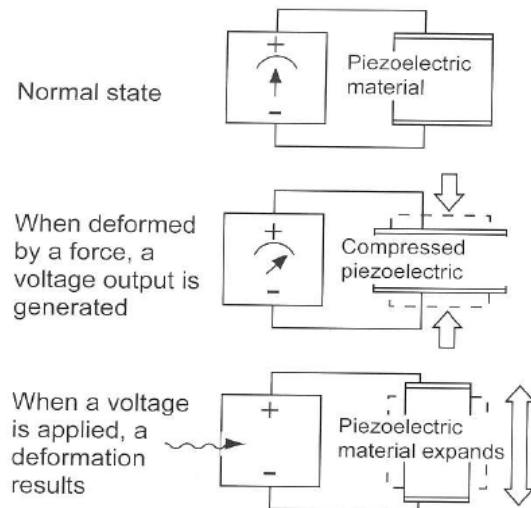 Normal state
+
-
Piezoelectric
material
When deformed
by a force, a
voltage output is
generated
+
-
Compressed
piezoelectric
When a voltage
is applied, a
deformation
results
+
-
Piezoelectric
material expands